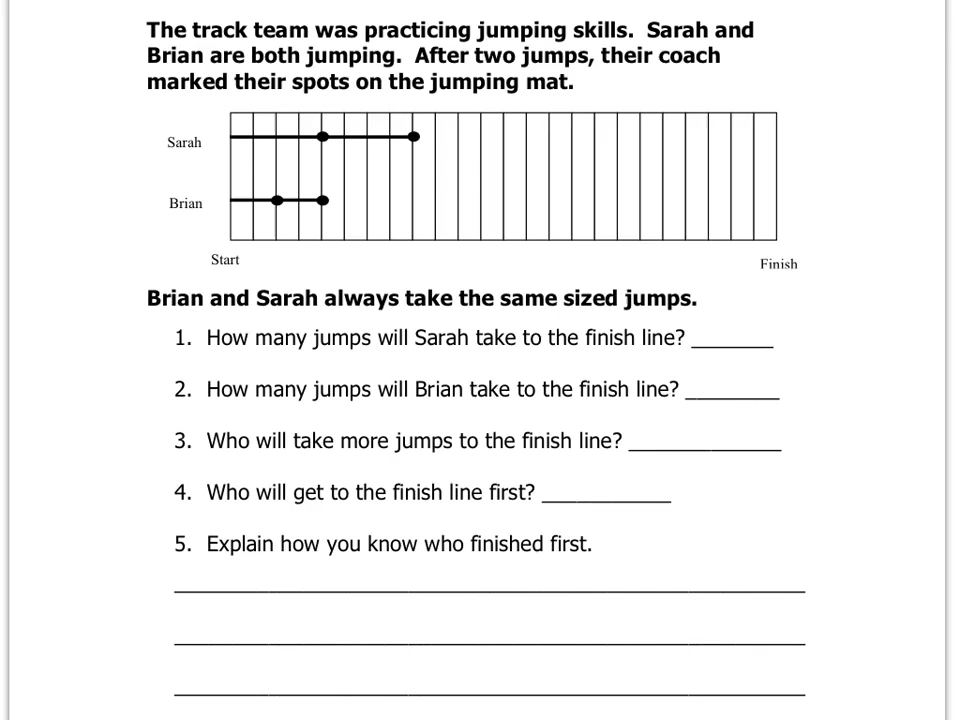 The track team was practicing jumping skills.  Sarah and
Brian are both jumping.  After two jumps, their coach
marked their spots on the jumping mat.
Sarah
Brian
Start
Finish
Brian and Sarah always take the same sized jumps.
1. How many jumps will Sarah take to the finish line? _______
2. How many jumps will Brian take to the finish line? ________
3. Who will take more jumps to the finish line? _____________
4. Who will get to the finish line first? ___________
5. Explain how you know who finished first.